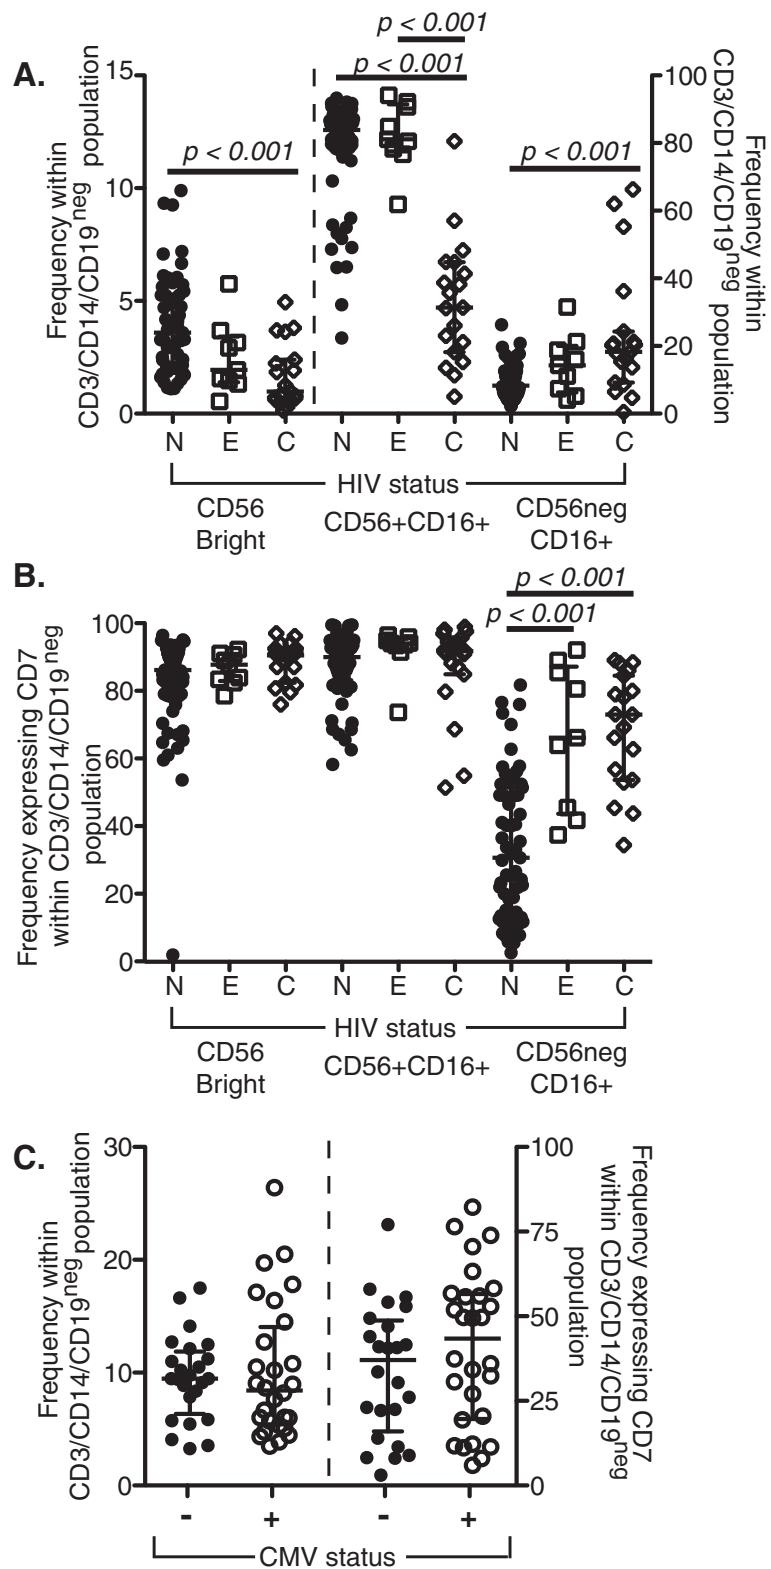 A.
p < 0.001
p < 0.001
p < 0.001
p < 0.001
Frequency within
CD3/CD14/CD19neg population
15
10
5
0
100
80
60
40
20
0
Frequency within
CD3/CD14/CD19neg population
N E C N E C N E C
HIV status
CD56
Bright
CD56+CD16+
CD56neg
CD16+
B.
p < 0.001
p < 0.001
Frequency expressing CD7
within CD3/CD14/CD19neg
population
100
80
60
40
20
0
N E C N E C N E C
HIV status
CD56
Bright
CD56+CD16+
CD56neg
CD16+
C.
Frequency within
CD3/CD14/CD19neg population
30
20
10
0
100
75
50
25
0
Frequency expressing CD7
within CD3/CD14/CD19neg
population
- + - +
CMV status